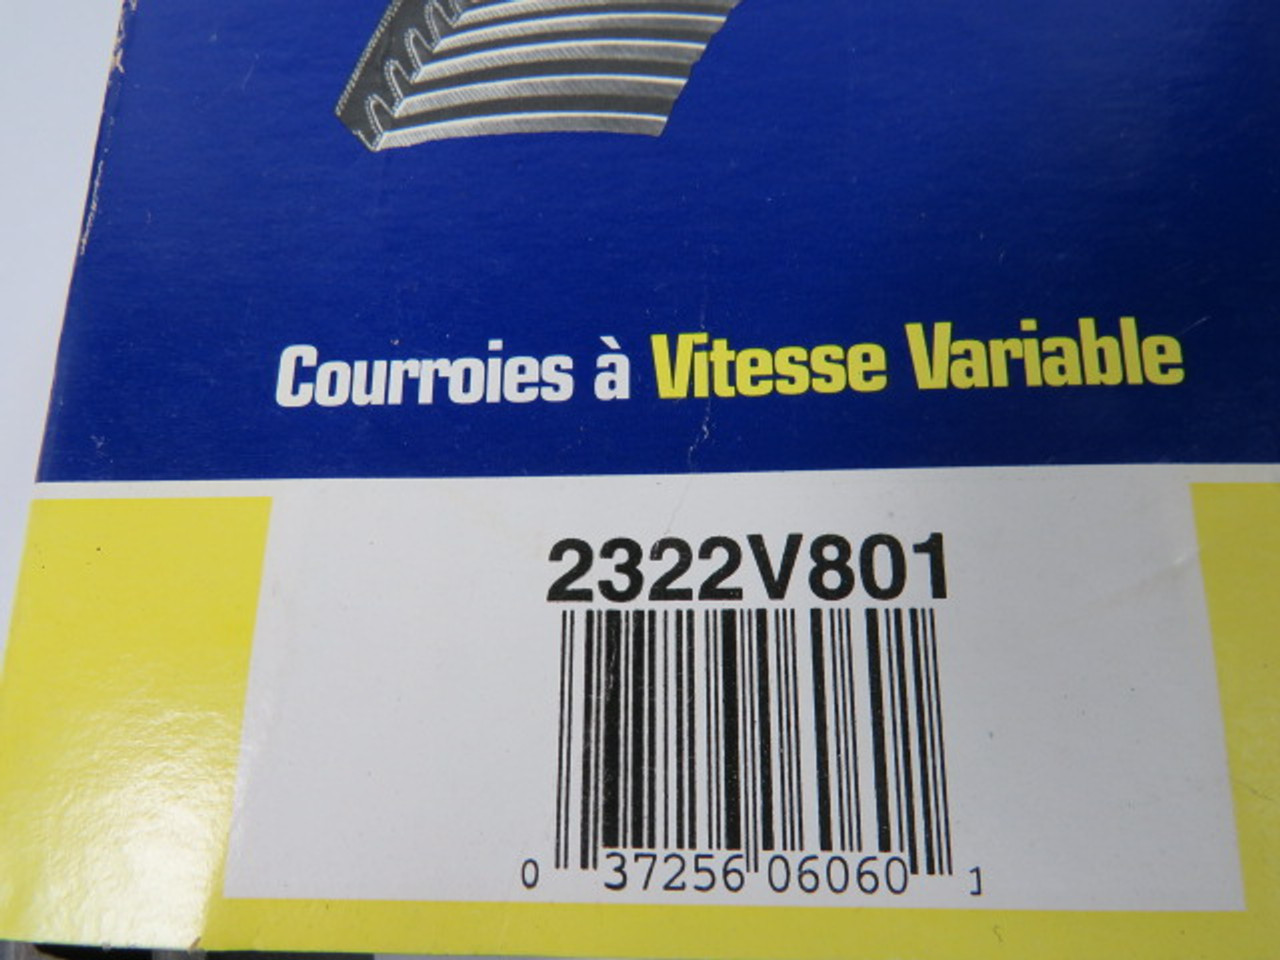 Courroies à Vitesse Variable
2322V801
0 37256 06060 1